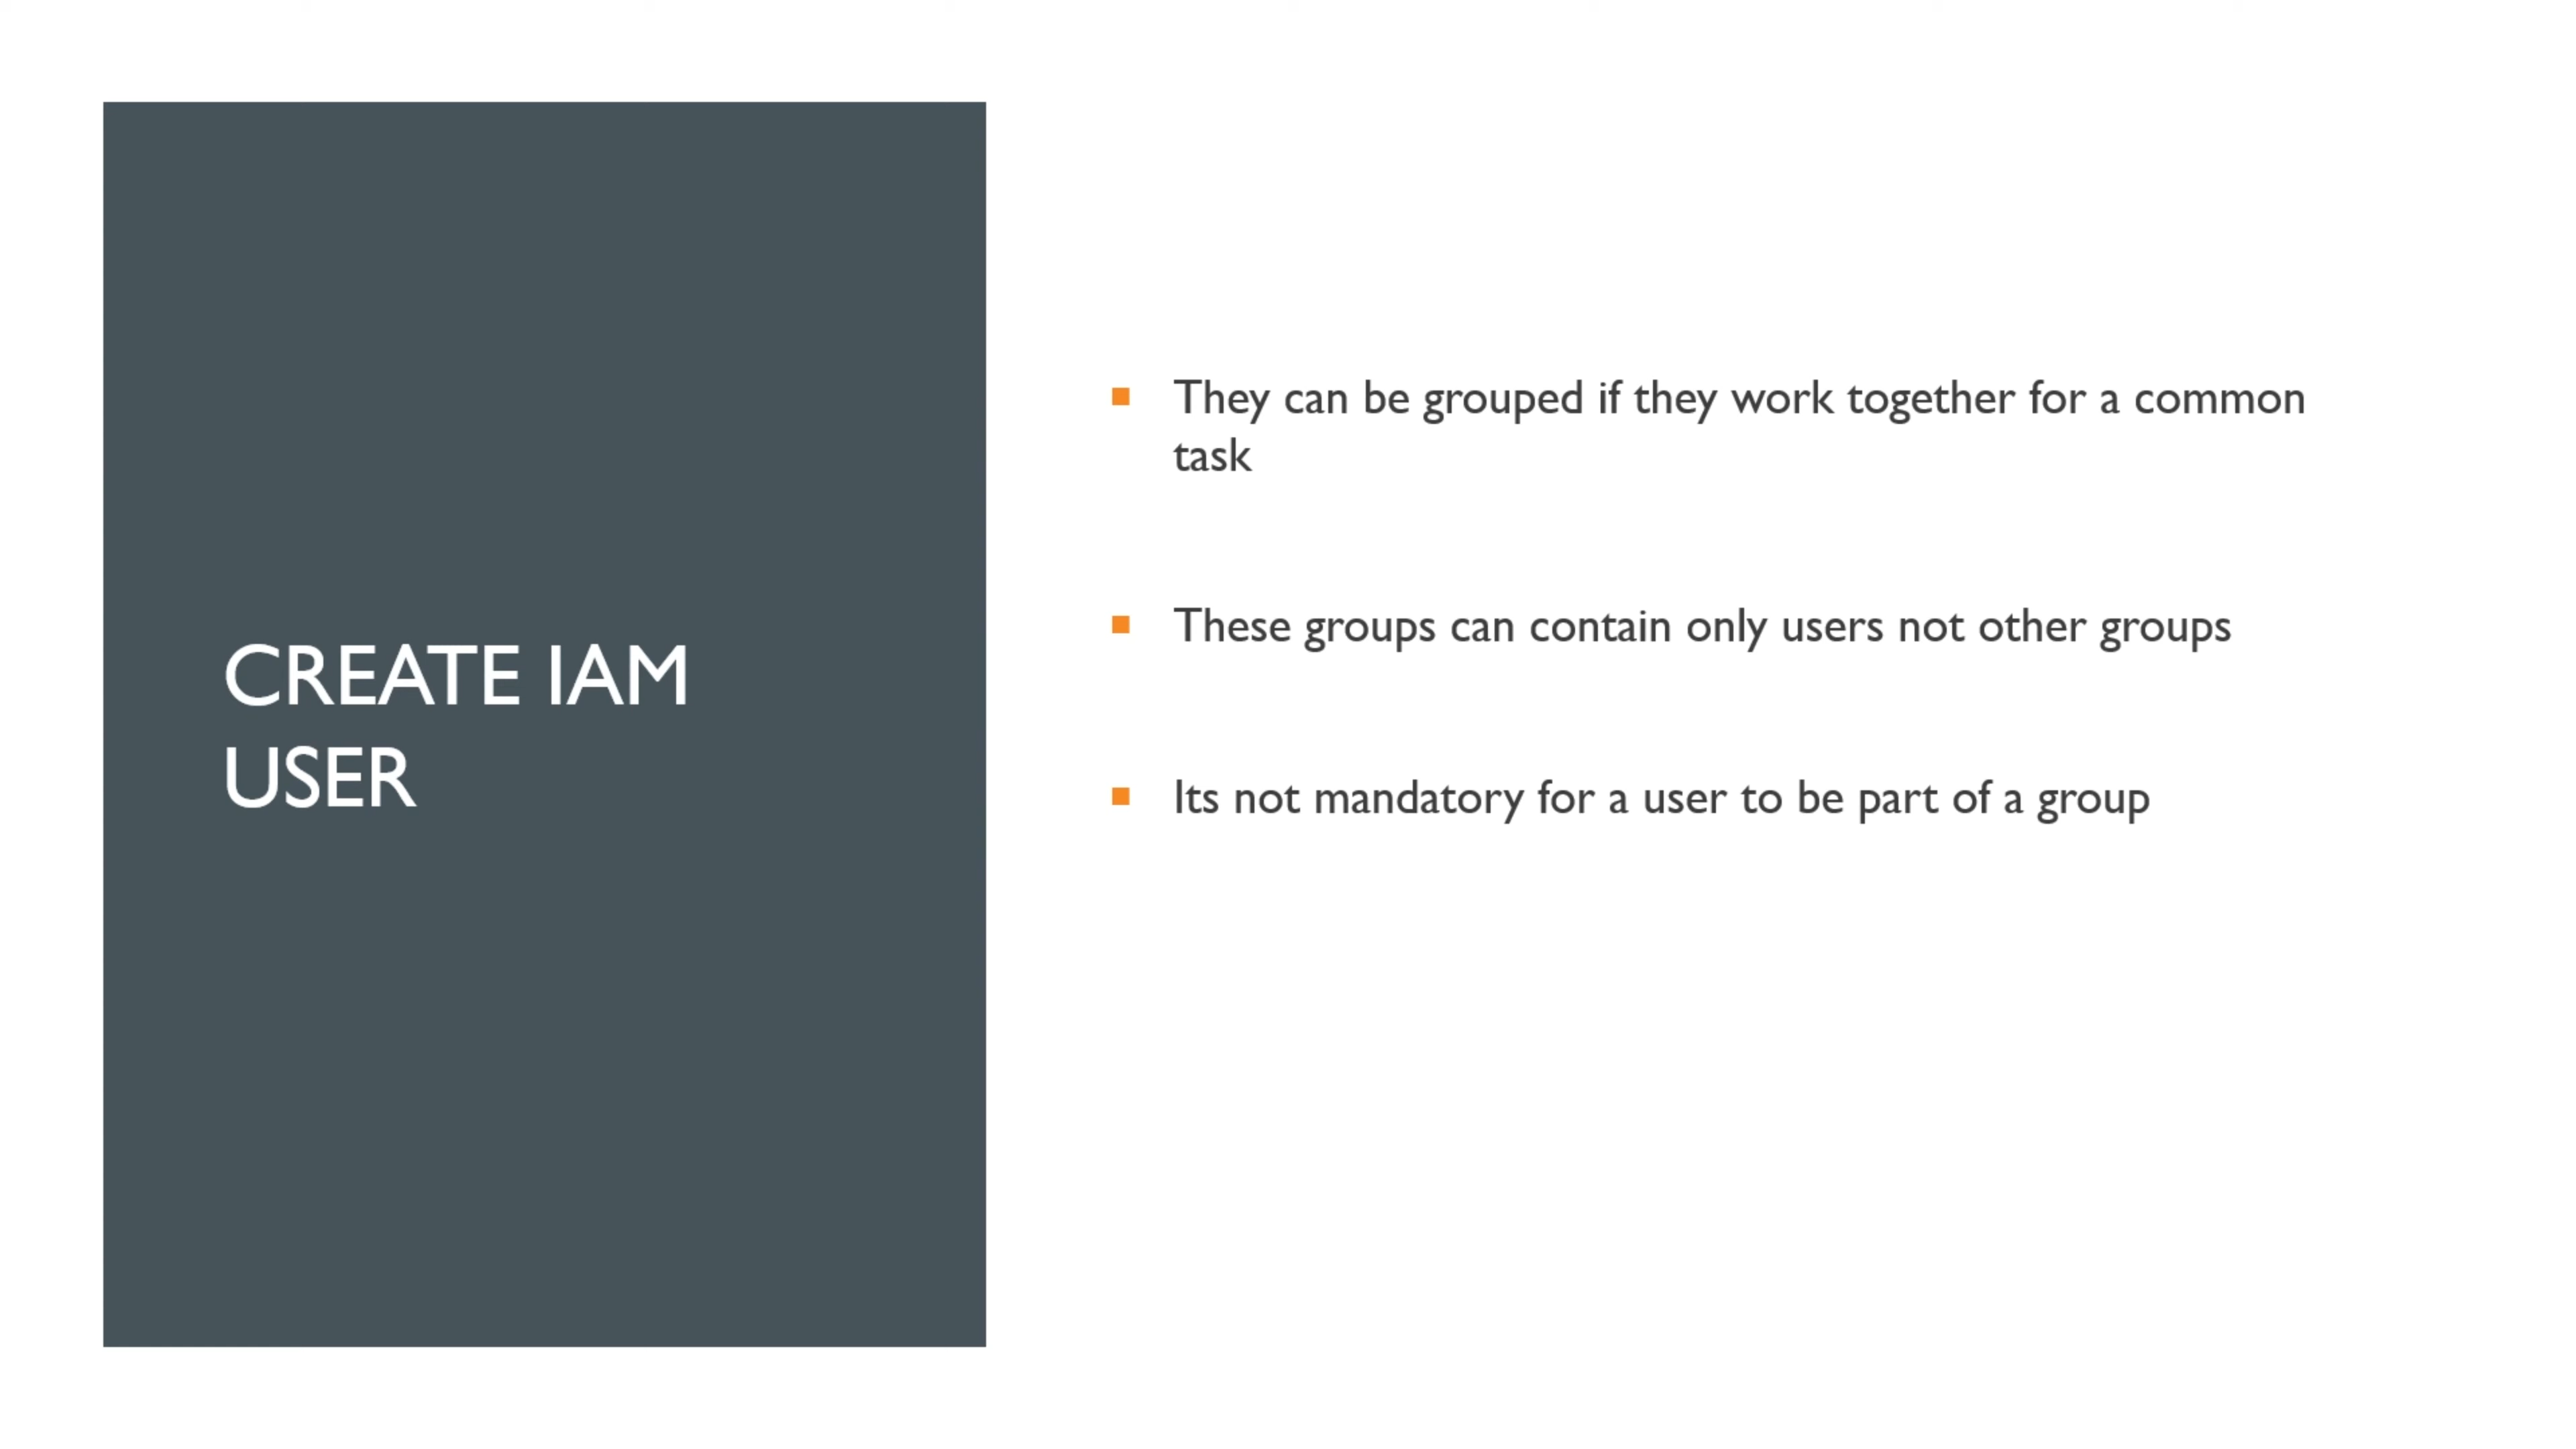 CREATE IAM
USER
They can be grouped if they work together for a common
task
These groups can contain only users not other groups
Its not mandatory for a user to be part of a group